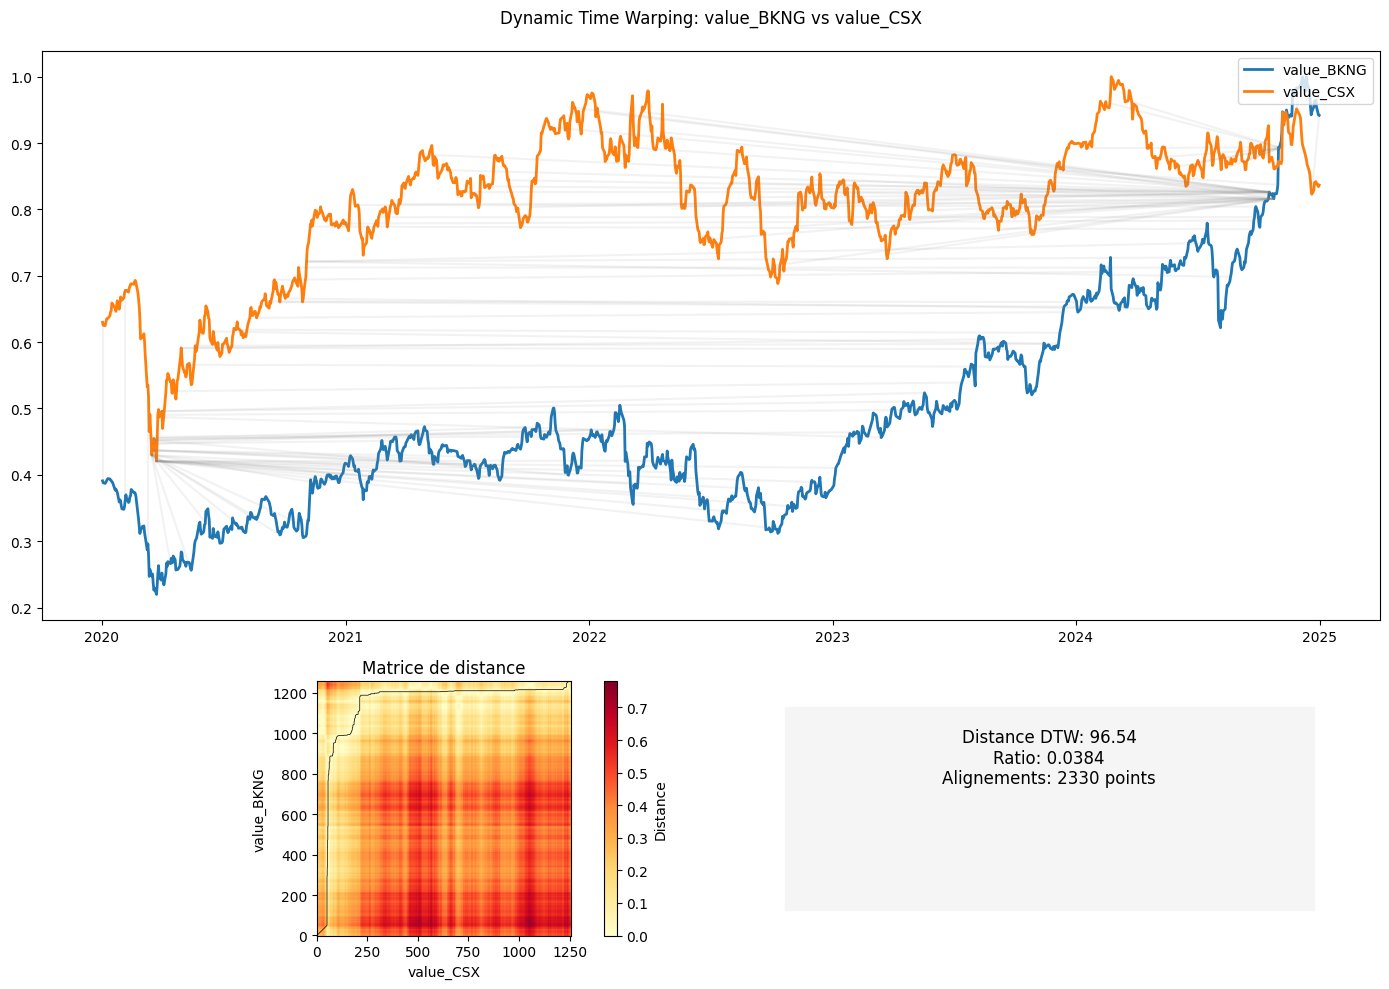 Dynamic Time Warping: value_BKNG vs value_CSX
value_BKNG
value_CSX
1.0
0.9
0.8
0.7
0.6
0.5
0.4
0.3
0.2
2020 2021 2022 2023 2024 2025
Matrice de distance
value_BKNG
1200
1000
800
600
400
200
0
0 250 500 750 1000 1250
value_CSX
0.7
0.6
0.5
0.4
0.3
0.2
0.1
0.0
Distance
Distance DTW: 96.54
Ratio: 0.0384
Alignements: 2330 points